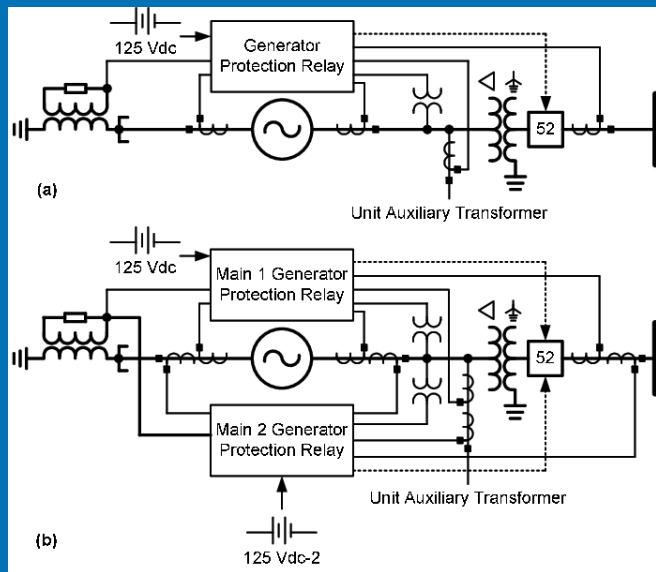 125 Vdc
Generator
Protection Relay
52
(a)
Unit Auxiliary Transformer
125 Vdc
Main 1 Generator
Protection Relay
52
Main 2 Generator
Protection Relay
Unit Auxiliary Transformer
(b)
125 Vdc-2